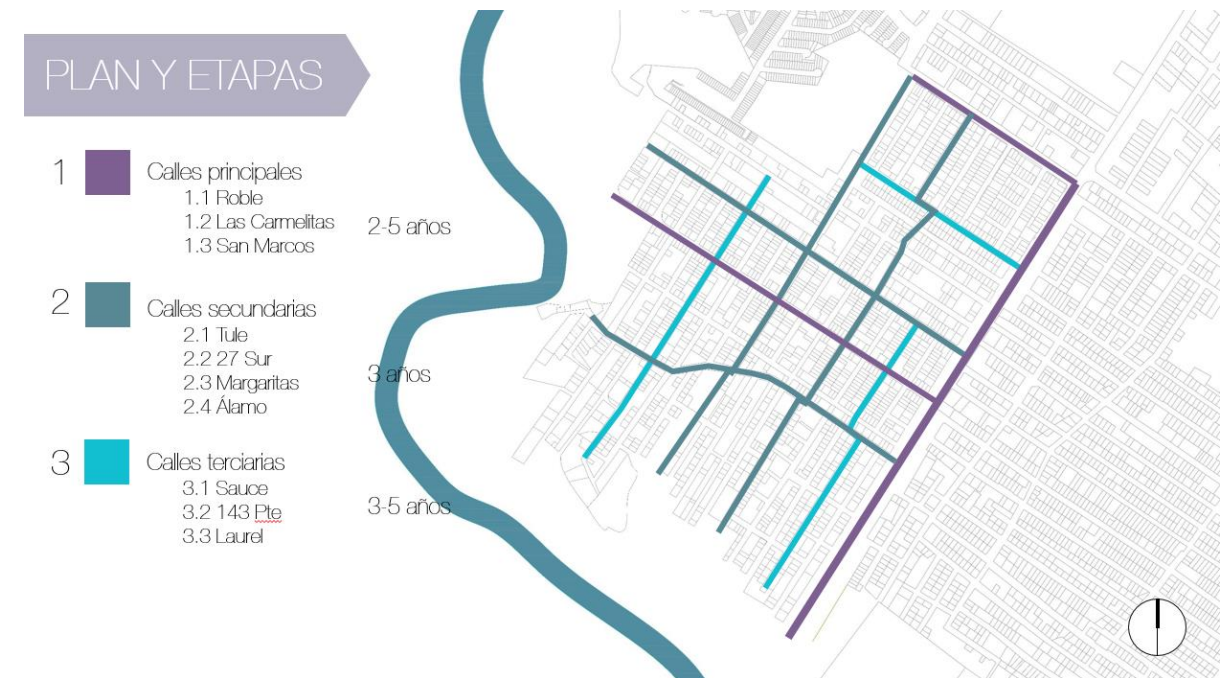 PLAN Y ETAPAS
1
Calles principales
1.1 Roble
1.2 Las Carmelitas
1.3 San Marcos
2-5 años
2
Calles secundarias
2.1 Tule
2.2 27 Sur
2.3 Margaritas
2.4 Álamo
3 años
3
Calles terciarias
3.1 Sauce
3.2 143 Pte
3.3 Laurel
3-5 años